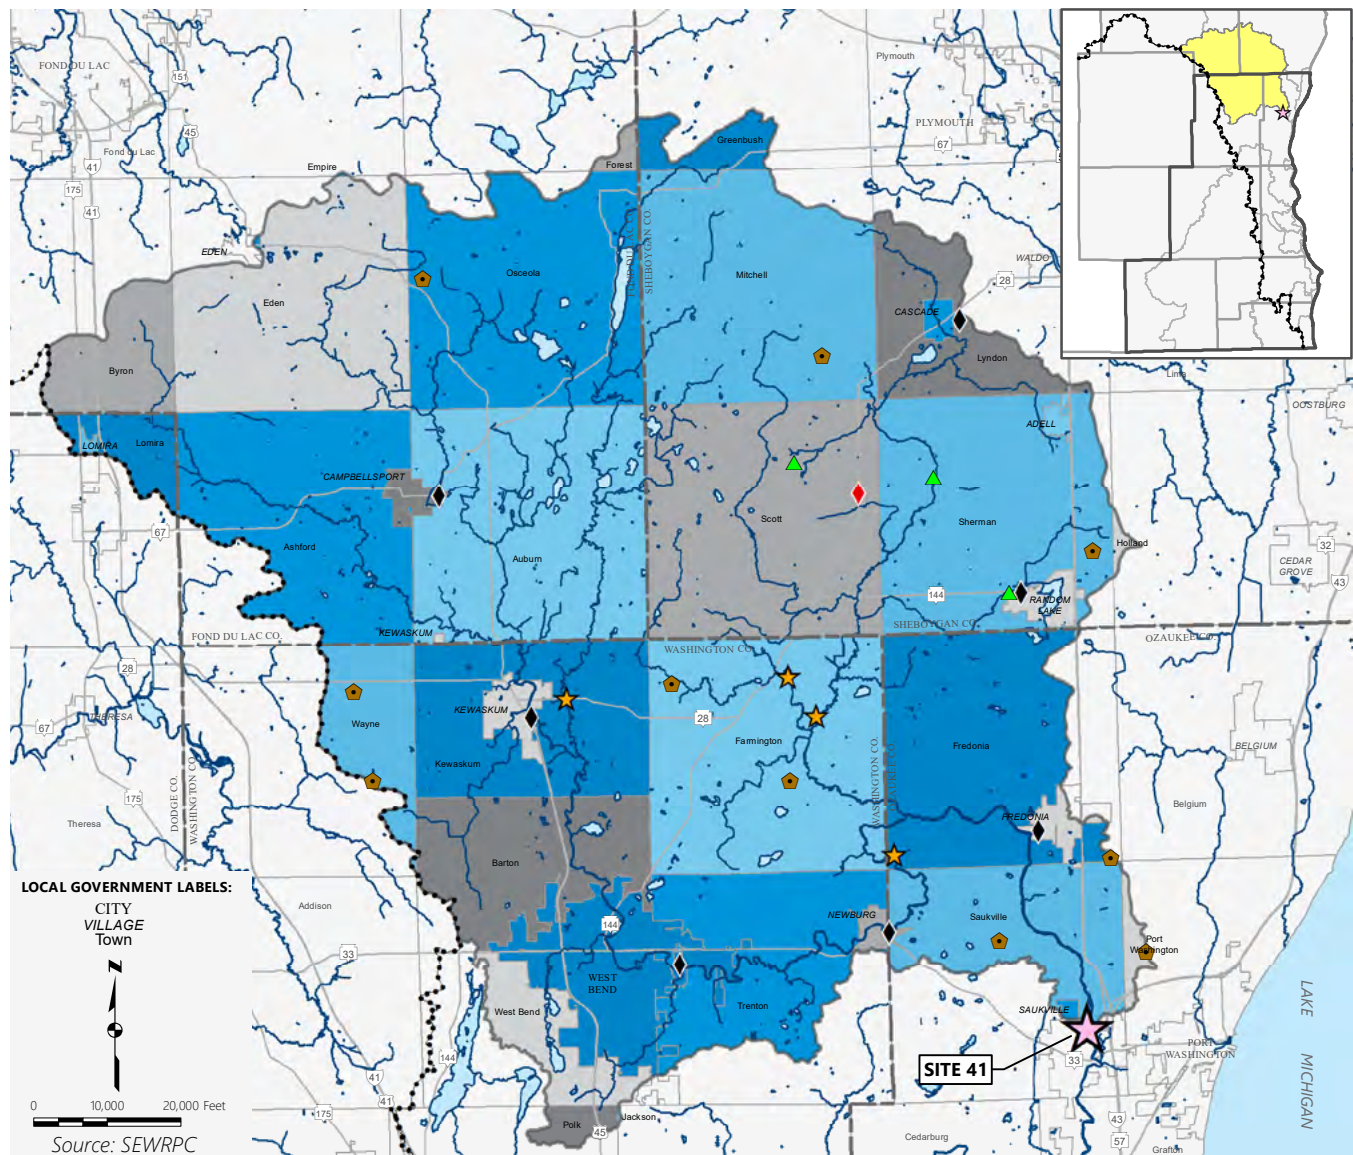 FOND DU LAC
151
45
Fond du Lac
41
175
41
Empire
Forest
Greenbush
Plymouth
PLYMOUTH
67
EDEN
Eden
Osceola
FOND DU LAC CO.
SHEBOYGAN CO.
Mitchell
CASCADE
Lyndon
WALDO
28
Byron
Lima
OOSTBURG
ADELL
LOMIRA
Lomira
CAMPBELLSPORT
67
Ashford
Auburn
Scott
Sherman
Holland
32
CEDAR
GROVE
43
144
RANDOM
LAKE
KEWASKUM
FOND DU LAC CO.
SHEBOYGAN CO.
WASHINGTON CO.
OZAUKEE CO.
28
THERESA
67
Wayne
KEWASKUM
28
Kewaskum
Farmington
Fredonia
BELGIUM
WASHINGTON CO.
OZAUKEE CO.
DODGE CO.
WASHINGTON CO.
175
Theresa
Belgium
FREDONIA
Barton
LOCAL GOVERNMENT LABELS:
CITY
VILLAGE
Town
Addison
144
NEWBURG
Saukville
33
Port
Washington
WEST
BEND
West Bend
Trenton
SAUKVILLE
33
PORT
WASHINGTON
SITE 41
LAKE
MICHIGAN
144
41
41
175
0
10,000
20,000 Feet
Source: SEWRPC
Polk
45
Jackson
Cedarburg
43
57
Grafton